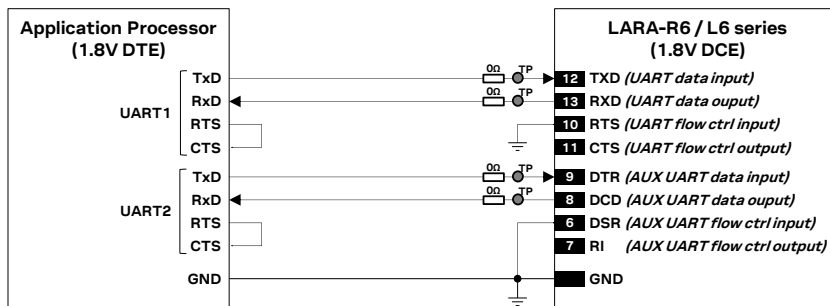 Application Processor
(1.8V DTE)
LARA-R6 / L6 series
(1.8V DCE)
UART1
TxD 0Ω TP 12 TXD (UART data input)
RxD 0Ω TP 13 RXD (UART data ouput)
RTS 10 RTS (UART flow ctrl input)
CTS 11 CTS (UART flow ctrl output)
UART2
TxD 0Ω TP 9 DTR (AUX UART data input)
RxD 0Ω TP 8 DCD (AUX UART data ouput)
RTS 6 DSR (AUX UART flow ctrl input)
CTS 7 RI (AUX UART flow ctrl output)
GND GND